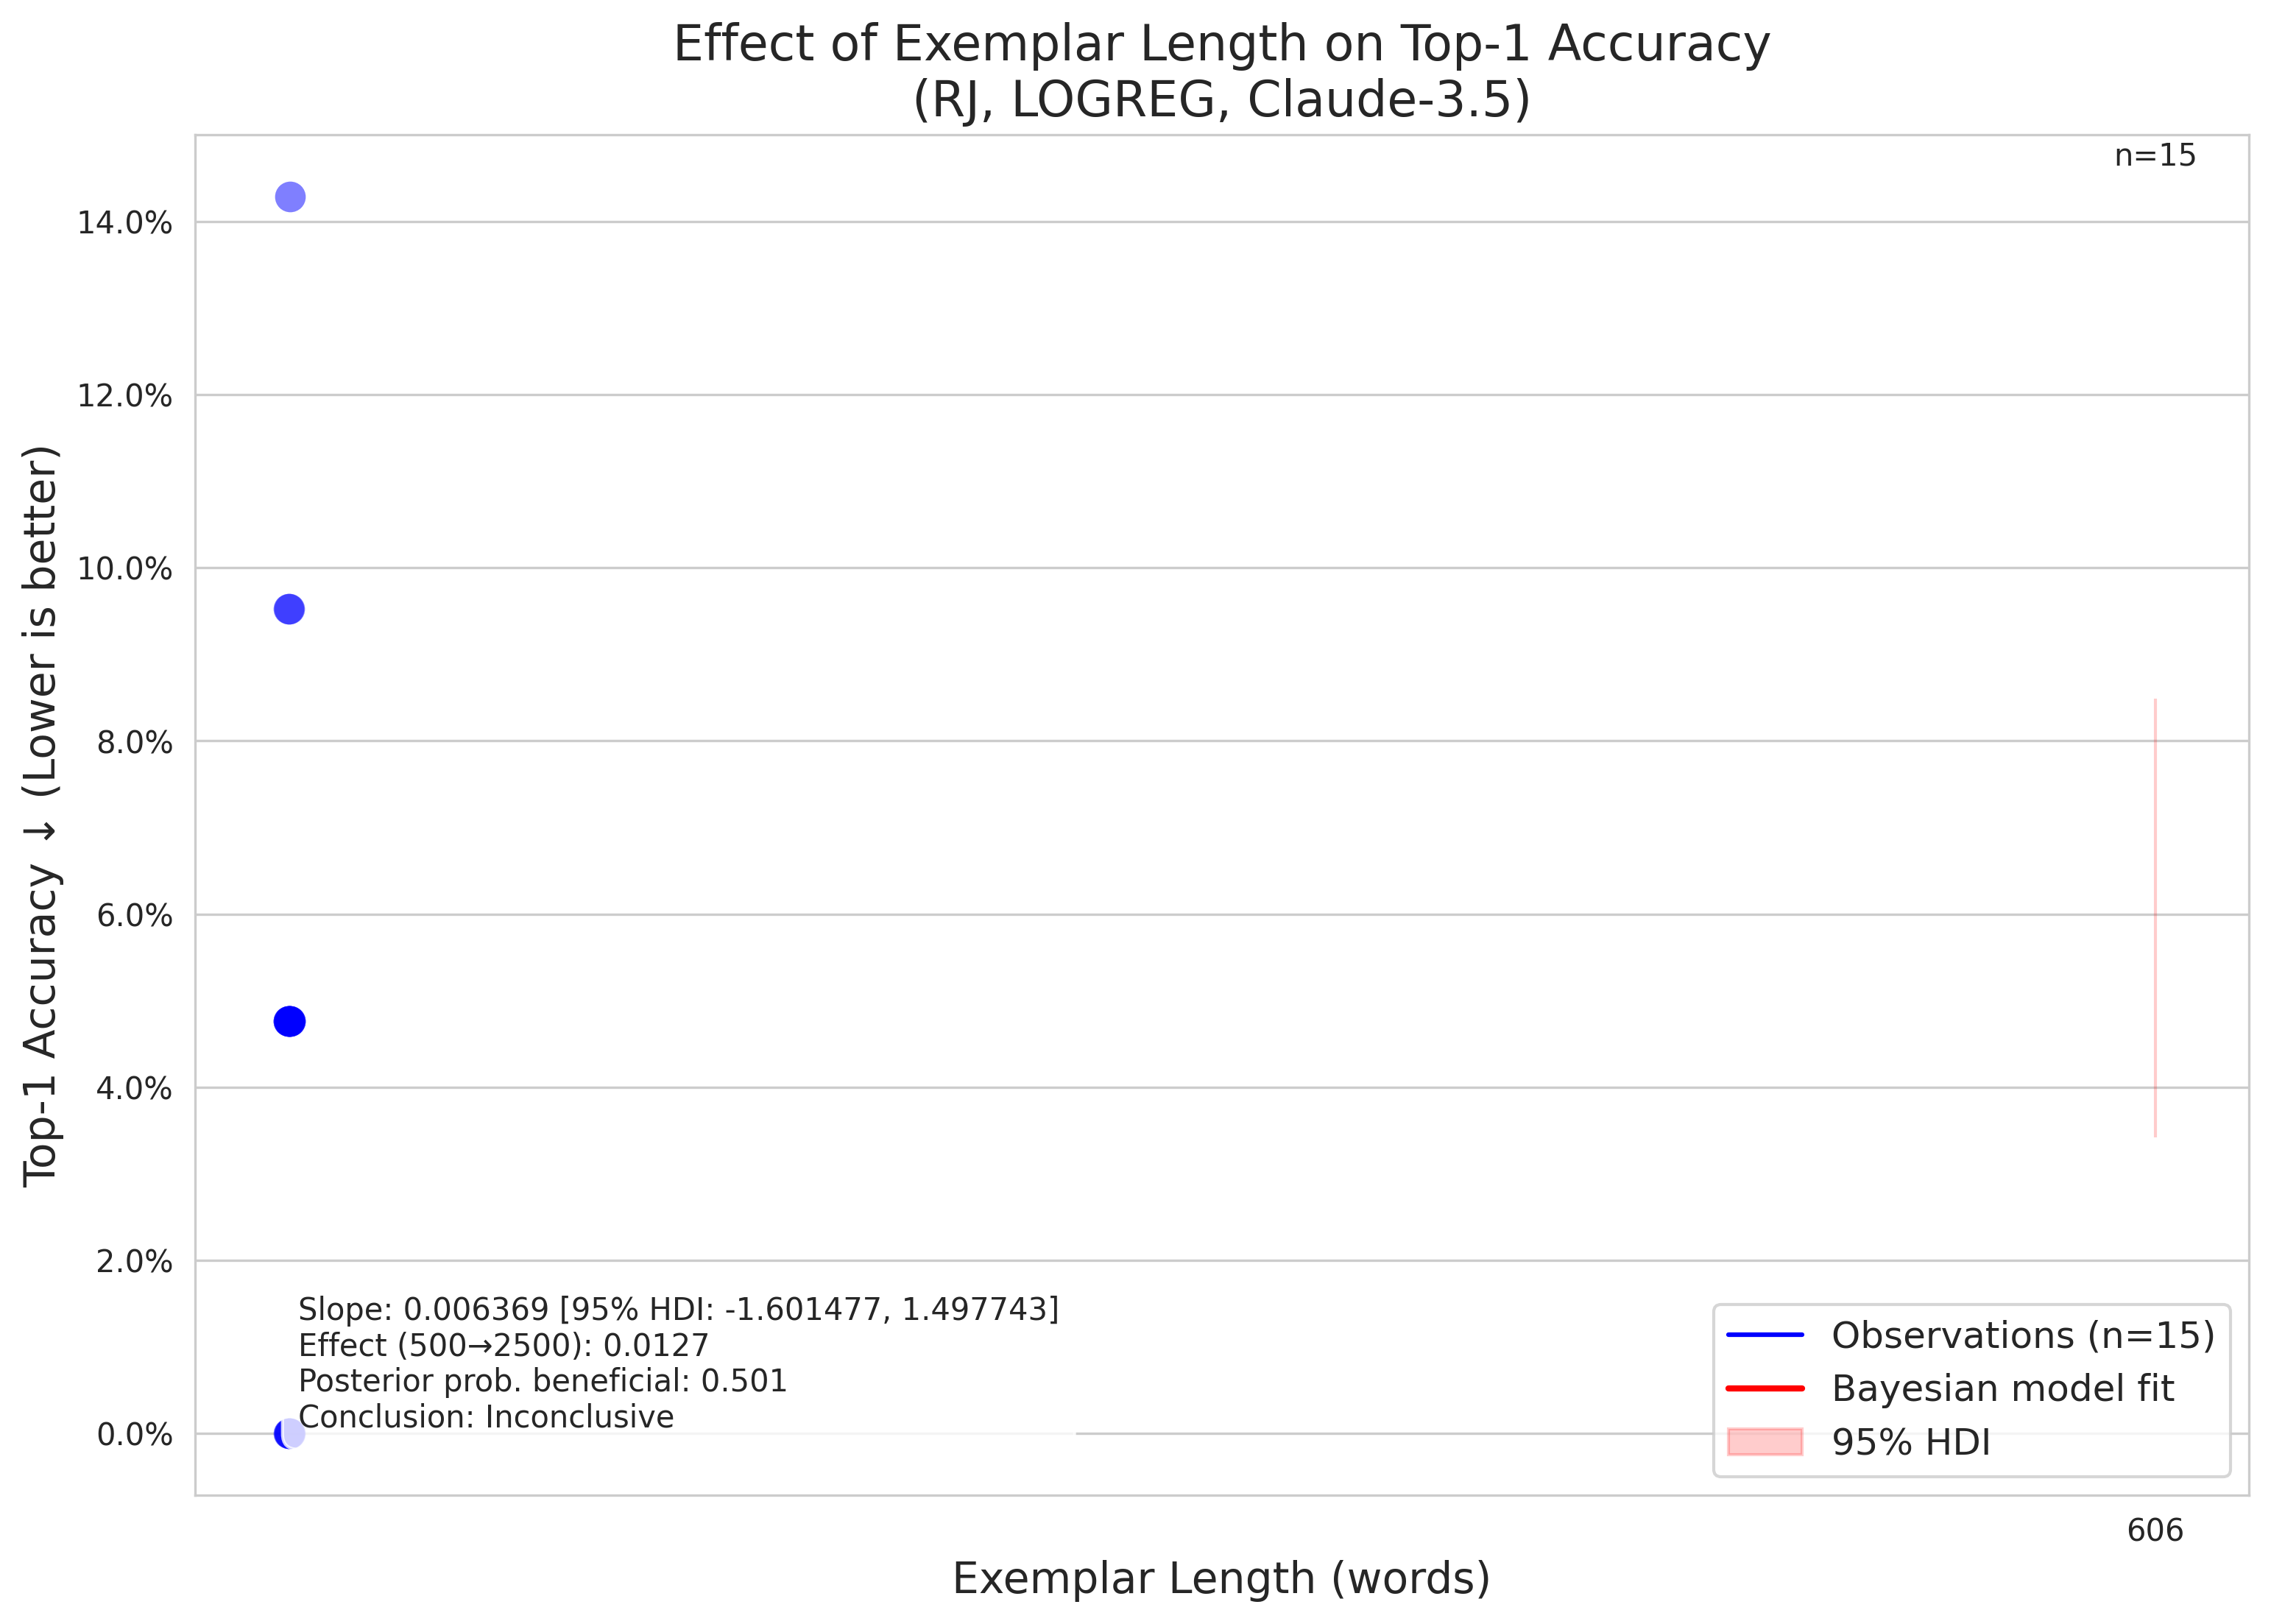 Effect of Exemplar Length on Top-1 Accuracy
(RJ, LOGREG, Claude-3.5)
n=15
Top-1 Accuracy ↓ (Lower is better)
14.0%
12.0%
10.0%
8.0%
6.0%
4.0%
2.0%
0.0%
Slope: 0.006369 [95% HDI: -1.601477, 1.497743]
Effect (500→2500): 0.0127
Posterior prob. beneficial: 0.501
Conclusion: Inconclusive
Observations (n=15)
Bayesian model fit
95% HDI
606
Exemplar Length (words)